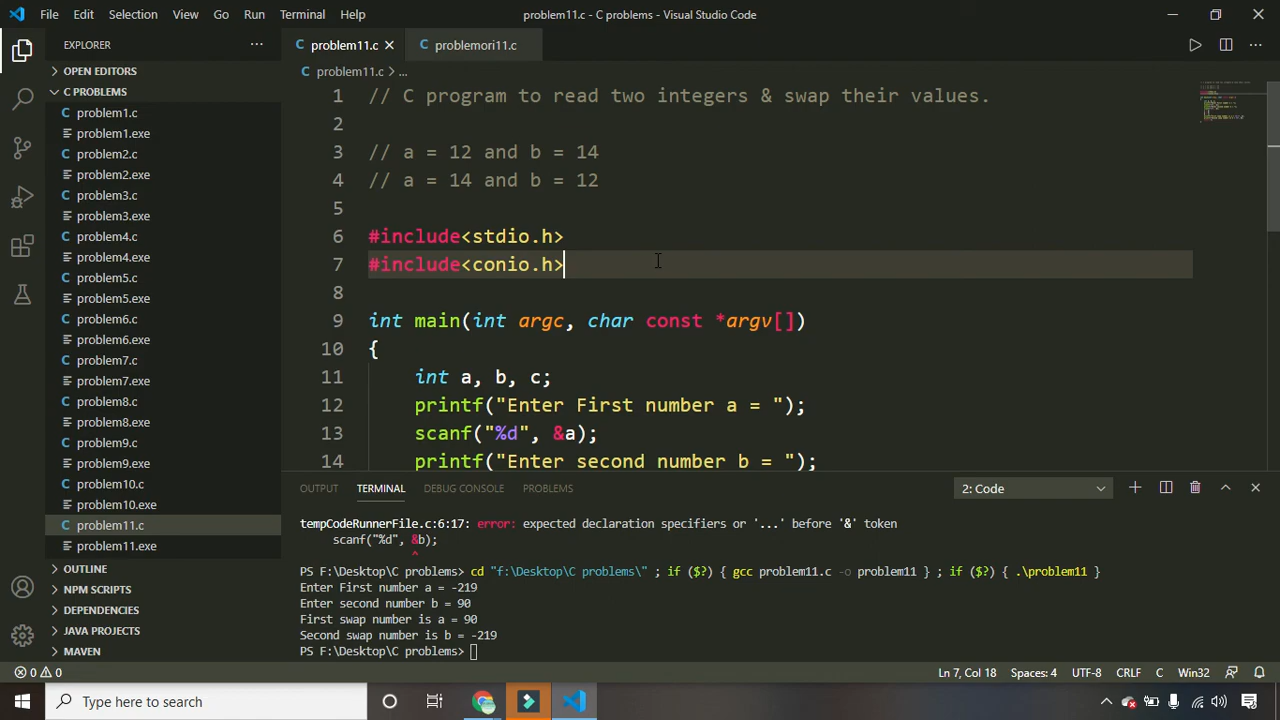 File Edit Selection View Go Run Terminal Help
problem11.c - C problems - Visual Studio Code
EXPLORER
OPEN EDITORS
C PROBLEMS
C problem1.c
problem1.exe
C problem2.c
problem2.exe
C problem3.c
problem3.exe
C problem4.c
problem4.exe
C problem5.c
problem5.exe
C problem6.c
problem6.exe
C problem7.c
problem7.exe
C problem8.c
problem8.exe
C problem9.c
problem9.exe
C problem10.c
problem10.exe
C problem11.c
problem11.exe
OUTLINE
NPM SCRIPTS
DEPENDENCIES
JAVA PROJECTS
MAVEN
C problem11.c
C problemori11.c
C problem11.c > ...
1 // C program to read two integers & swap their values.
2
3 // a = 12 and b = 14
4 // a = 14 and b = 12
5
6 #include<stdio.h>
7 #include<conio.h>
8
9 int main(int argc, char const *argv[])
10 {
11 int a, b, c;
12 printf("Enter First number a = ");
13 scanf("%d", &a);
14 printf("Enter second number b = ");
OUTPUT TERMINAL DEBUG CONSOLE PROBLEMS
2: Code
tempCodeRunnerFile.c:6:17: error: expected declaration specifiers or '...' before '&' token
scanf("%d", &b);
^
PS F:\Desktop\C problems> cd "f:\Desktop\C problems\" ; if ($?) { gcc problem11.c -o problem11 } ; if ($?) { .\problem11 }
Enter First number a = -219
Enter second number b = 90
First swap number is a = 90
Second swap number is b = -219
PS F:\Desktop\C problems>
0 0
Ln 7, Col 18 Spaces: 4 UTF-8 CRLF C Win32
Type here to search